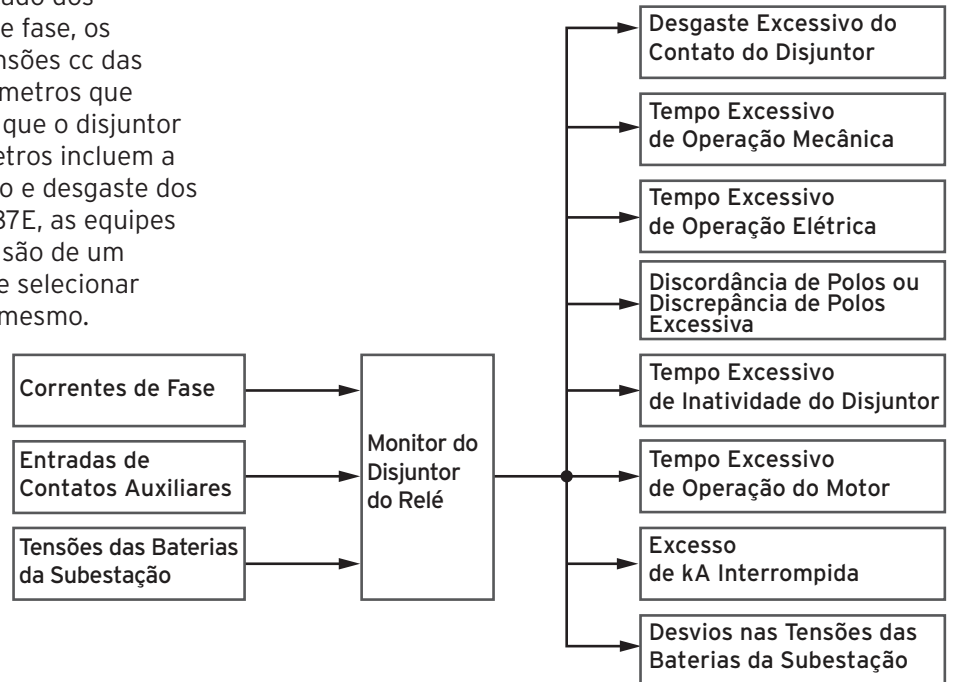 e fase, os
nsões cc das
metros que
que o disjuntor
etros incluem a
o e desgaste dos
87E, as equipes
são de um
e selecionar
mesmo.
Correntes de Fase
Entradas de
Contatos Auxiliares
Tensões das Baterias
da Subestação
Monitor do
Disjuntor
do Relé
Desgaste Excessivo do
Contato do Disjuntor
Tempo Excessivo
de Operação Mecânica
Tempo Excessivo
de Operação Elétrica
Discordância de Polos ou
Discrepância de Polos
Excessiva
Tempo Excessivo
de Inatividade do Disjuntor
Tempo Excessivo
de Operação do Motor
Excesso
de kA Interrompida
Desvios nas Tensões das
Baterias da Subestação